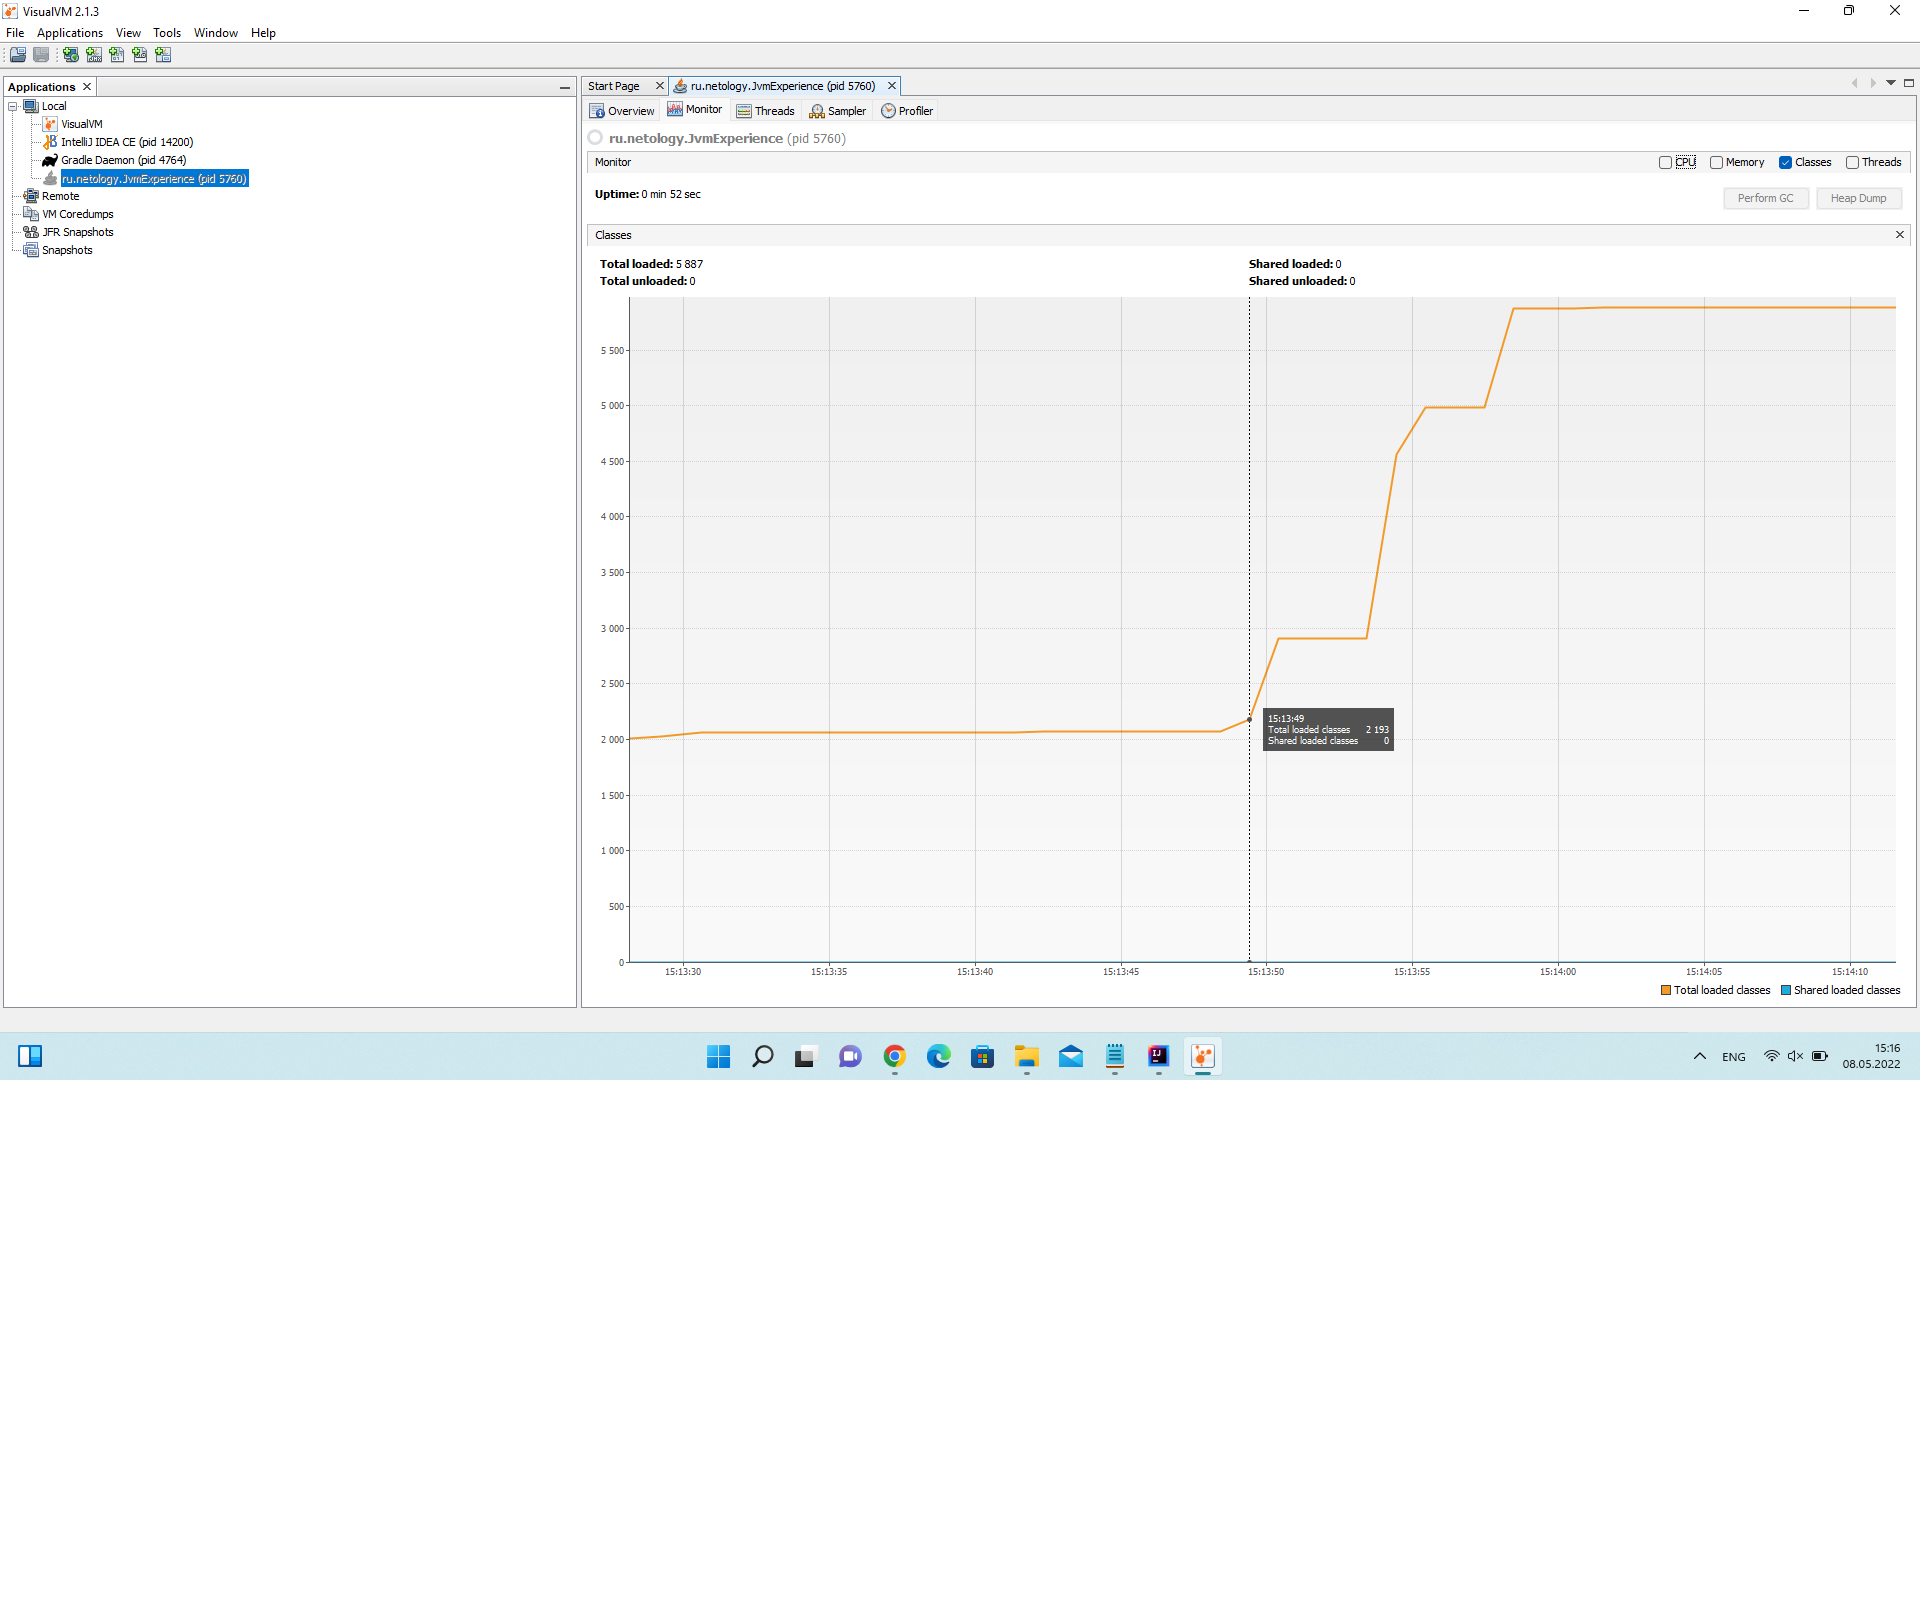 VisualVM 2.1.3
File Applications View Tools Window Help
Applications
Local
VisualVM
IntelliJ IDEA CE (pid 14200)
Gradle Daemon (pid 4764)
ru.netology.JvmExperience (pid 5760)
Remote
VM Coredumps
JFR Snapshots
Snapshots
Start Page ru.netology.JvmExperience (pid 5760)
Overview Monitor Threads Sampler Profiler
ru.netology.JvmExperience (pid 5760)
Monitor CPU Memory Classes Threads
Uptime: 0 min 52 sec
Perform GC Heap Dump
Classes
Total loaded: 5 887 Shared loaded: 0
Total unloaded: 0 Shared unloaded: 0
5 500
5 000
4 500
4 000
3 500
3 000
2 500
2 000
1 500
1 000
500
0
15:13:49
Total loaded classes 2 193
Shared loaded classes 0
15:13:30 15:13:35 15:13:40 15:13:45 15:13:50 15:13:55 15:14:00 15:14:05 15:14:10
Total loaded classes Shared loaded classes
ENG
15:16
08.05.2022